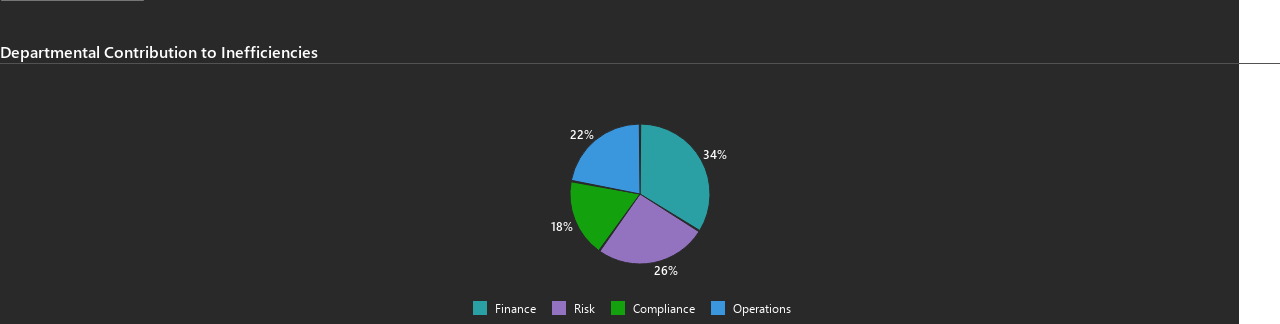 Departmental Contribution to Inefficiencies
22%
34%
18%
26%
Finance Risk Compliance Operations